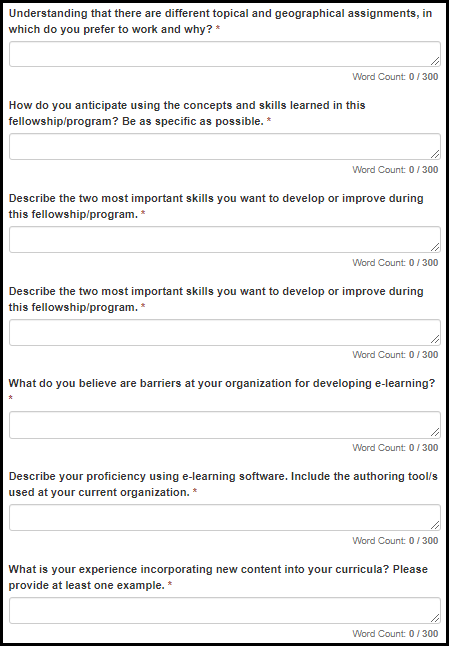 Understanding that there are different topical and geographical assignments, in
which do you prefer to work and why? *
Word Count: 0 / 300
How do you anticipate using the concepts and skills learned in this
fellowship/program? Be as specific as possible. *
Word Count: 0 / 300
Describe the two most important skills you want to develop or improve during
this fellowship/program. *
Word Count: 0 / 300
Describe the two most important skills you want to develop or improve during
this fellowship/program. *
Word Count: 0 / 300
What do you believe are barriers at your organization for developing e-learning?
*
Word Count: 0 / 300
Describe your proficiency using e-learning software. Include the authoring tool/s
used at your current organization. *
Word Count: 0 / 300
What is your experience incorporating new content into your curricula? Please
provide at least one example. *
Word Count: 0 / 300